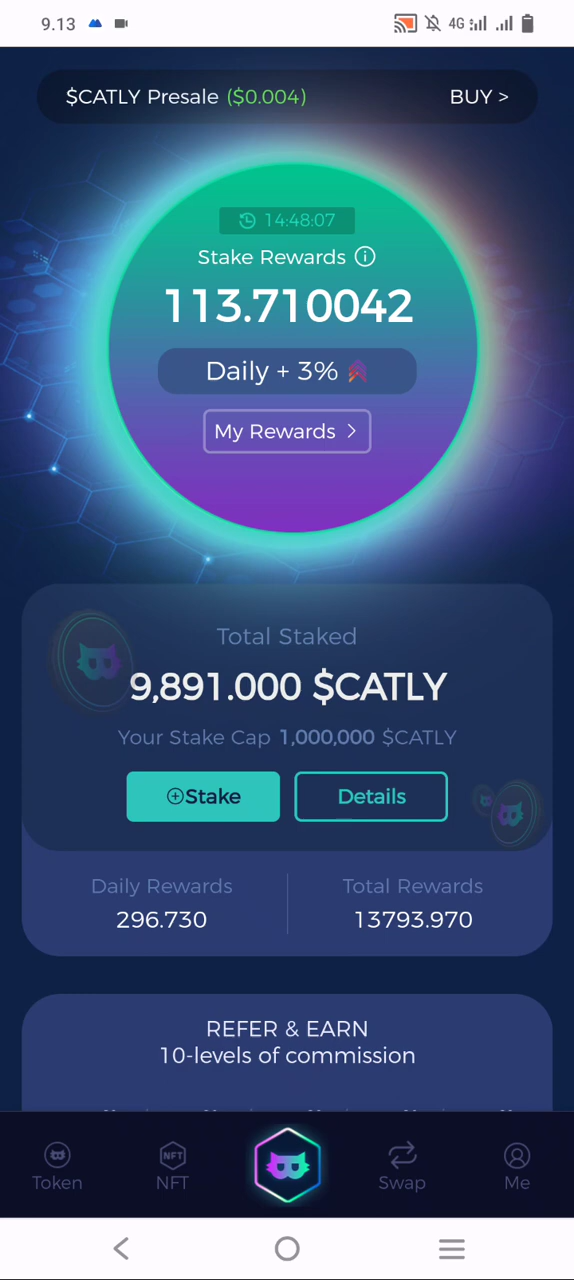 9.13
4G
$CATLY Presale ($0.004)
BUY >
14:48:07
Stake Rewards
113.710042
Daily + 3%
My Rewards >
Total Staked
9,891.000 $CATLY
Your Stake Cap 1,000,000 $CATLY
Stake
Details
Daily Rewards
Total Rewards
296.730
13793.970
REFER & EARN
10-levels of commission
NFT
Token
NFT
Swap
Me